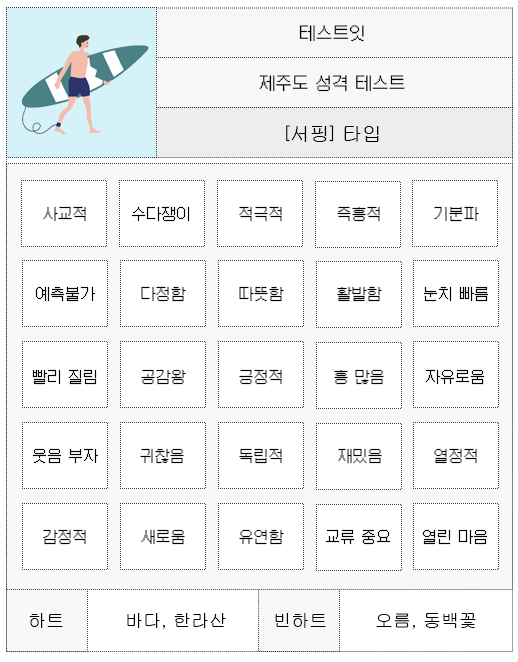 테스트잇
제주도 성격 테스트
[서핑] 타입
사교적 수다쟁이 적극적 즉흥적 기분파
예측불가 다정함 따뜻함 활발함 눈치 빠름
빨리 질림 공감왕 긍정적 흥 많음 자유로움
웃음 부자 귀찮음 독립적 재밌음 열정적
감정적 새로움 유연함 교류 중요 열린 마음
하트 바다, 한라산 빈하트 오름, 동백꽃